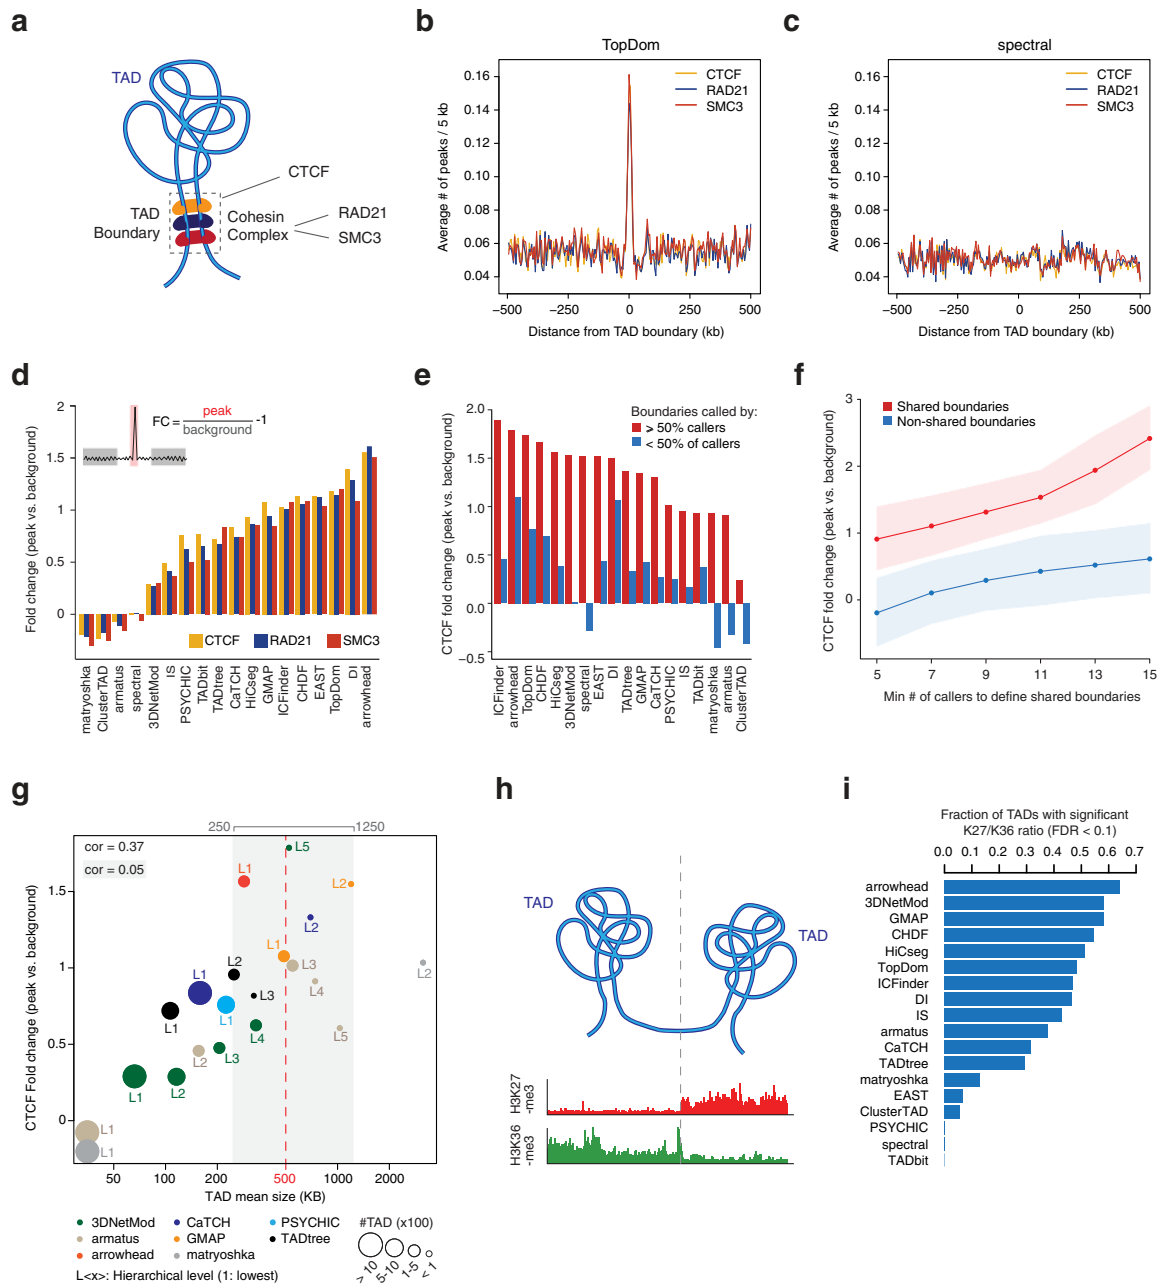 a
TAD
CTCF
TAD
Boundary
Cohesin
Complex
RAD21
SMC3
b
TopDom
CTCF
RAD21
SMC3
Average # of peaks / 5 kb
0.16
0.14
0.12
0.10
0.08
0.06
0.04
−500
−250
0
250
500
Distance from TAD boundary (kb)
c
spectral
CTCF
RAD21
SMC3
Average # of peaks / 5 kb
0.16
0.14
0.12
0.10
0.08
0.06
0.04
−500
−250
0
250
500
Distance from TAD boundary (kb)
d
Fold change (peak vs. background)
2
1.5
1
0.5
0
FC = peak / background -1
CTCF
RAD21
SMC3
matryoshka
ClusterTAD
armatus
spectral
3DNetMod
IS
PSYCHIC
TADbit
TADtree
CaTCH
HiCseg
GMAP
ICFinder
CHDF
EAST
TopDom
DI
arrowhead
e
CTCF fold change (peak vs. background)
2.0
1.5
1.0
0.5
0.0
−0.5
Boundaries called by:
⩾ 50% callers
< 50% of callers
ICFinder
arrowhead
TopDom
CHDF
HiCseg
3DNetMod
spectral
EAST
DI
TADtree
GMAP
CaTCH
PSYCHIC
IS
TADbit
matryoshka
armatus
ClusterTAD
f
CTCF fold change (peak vs. background)
3
2
1
0
Shared boundaries
Non-shared boundaries
5
7
9
11
13
15
Min # of callers to define shared boundaries
g
250
1250
cor = 0.37
cor = 0.05
CTCF Fold change (peak vs. background)
1.5
1
0.5
0
L5
L1
L2
L2
L1
L2
L3
L4
L2
L1
L3
L1
L1
L4
L5
L2
L3
L1
L2
L1
L1
50
100
200
500
1000
2000
TAD mean size (KB)
3DNetMod
armatus
arrowhead
CaTCH
GMAP
matryoshka
PSYCHIC
TADtree
#TAD (x100)
> 10
5-10
1-5
< 1
L<x>: Hierarchical level (1: lowest)
h
TAD
TAD
H3K27
-me3
H3K36
-me3
i
Fraction of TADs with significant
K27/K36 ratio (FDR < 0.1)
0.0
0.1
0.2
0.3
0.4
0.5
0.6
0.7
arrowhead
3DNetMod
GMAP
CHDF
HiCseg
TopDom
ICFinder
DI
IS
armatus
CaTCH
TADtree
matryoshka
EAST
ClusterTAD
PSYCHIC
spectral
TADbit